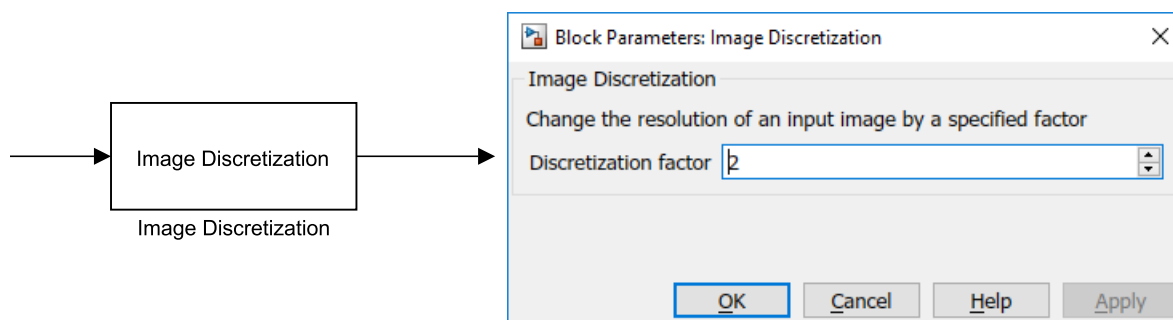 Image Discretization
Image Discretization
Block Parameters: Image Discretization
Image Discretization
Change the resolution of an input image by a specified factor
Discretization factor 2
OK Cancel Help Apply